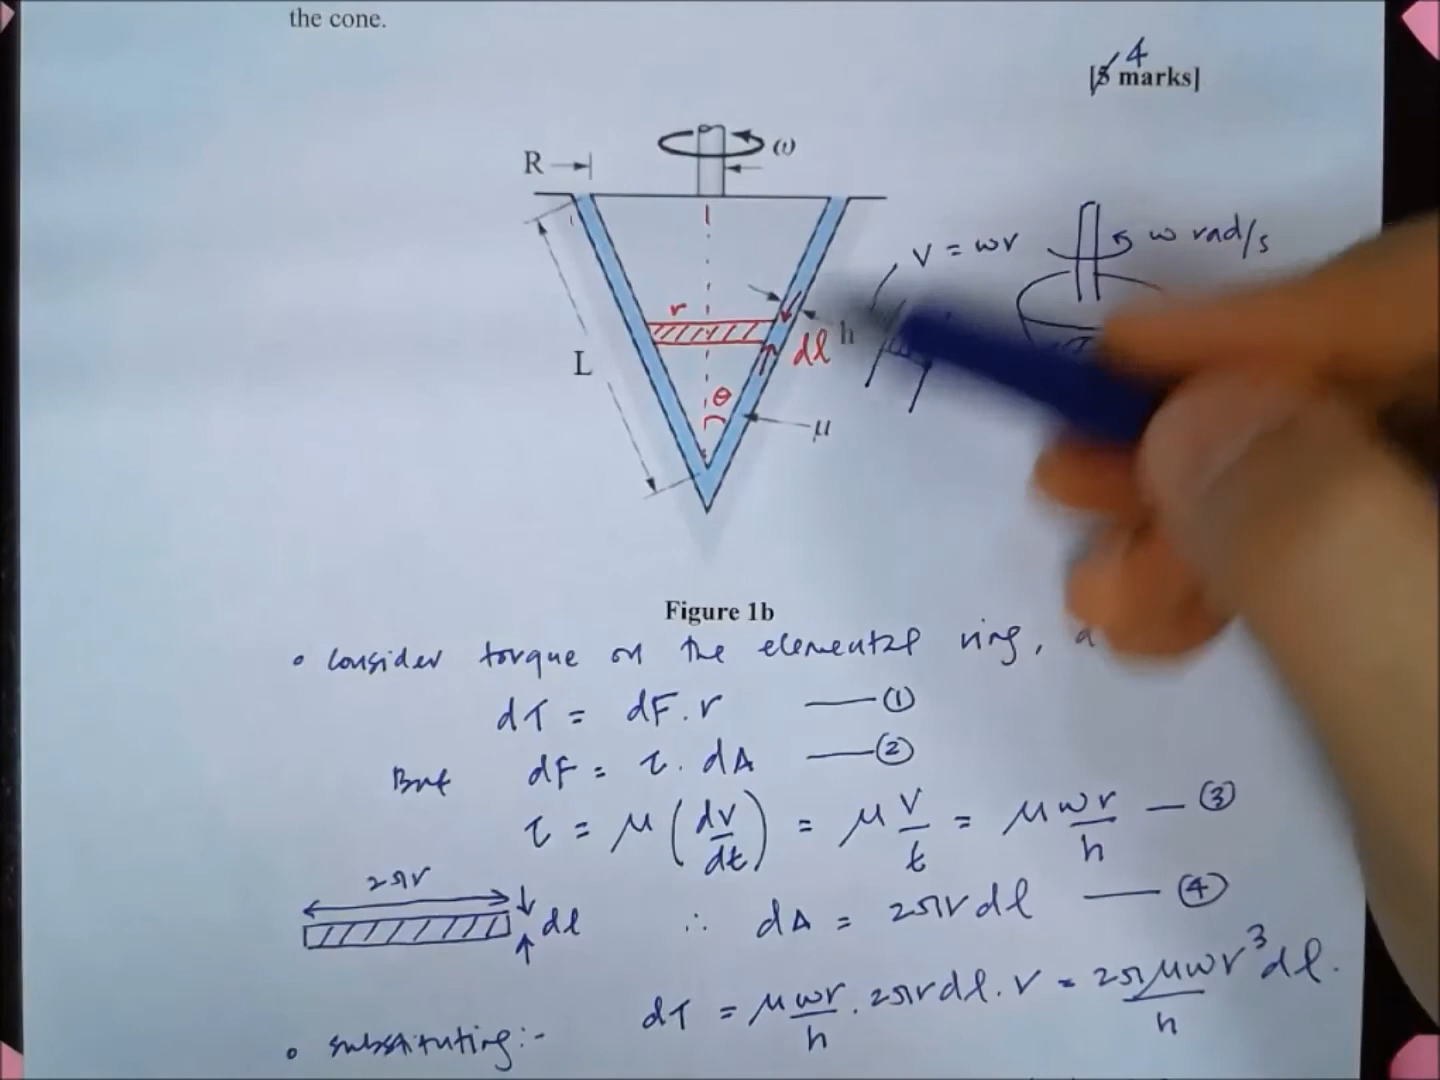 the cone.
4
[5 marks]
R
ω
V = ωr
ω rad/s
r
h
dl
L
θ
μ
Figure 1b
• consider torque on the elemental ring,
dT = dF. r —— ①
But dF = τ. dA —— ②
τ = μ (dv/dt) = μ V/t = μ ωr/h — ③
2πr
dl
∴ dA = 2πr dl —— ④
• substituting:- dT = μ ωr/h . 2πr dl. r = 2πμωr³dl./h